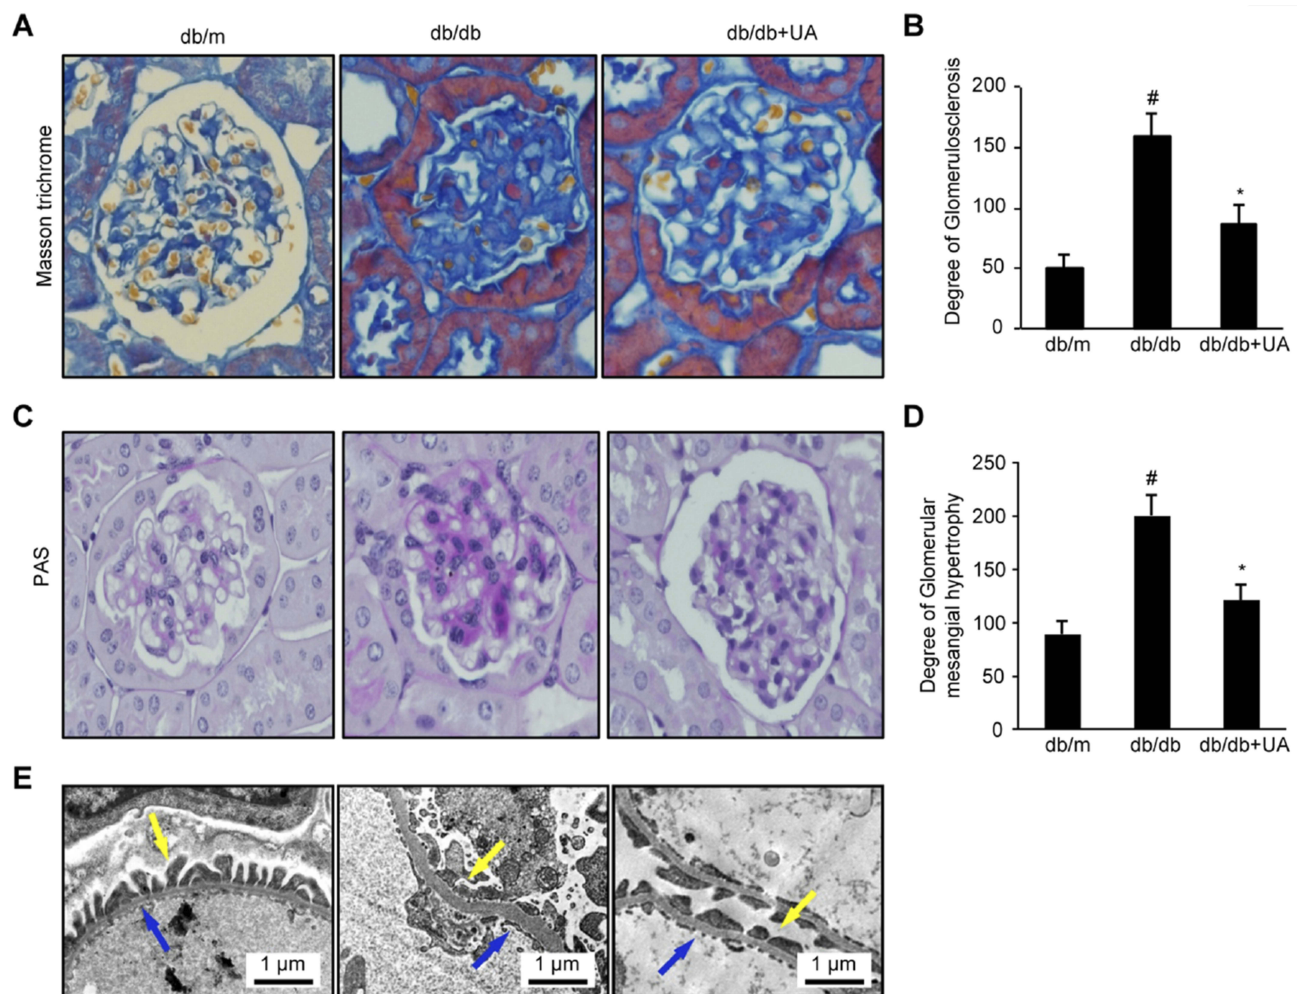 A
db/m
db/db
db/db+UA
Masson trichrome
B
Degree of Glomerulosclerosis
200
150
100
50
0
#
*
db/m
db/db
db/db+UA
C
PAS
D
Degree of Glomerular
mesangial hypertrophy
250
200
150
100
50
0
#
*
db/m
db/db
db/db+UA
E
1 μm
1 μm
1 μm